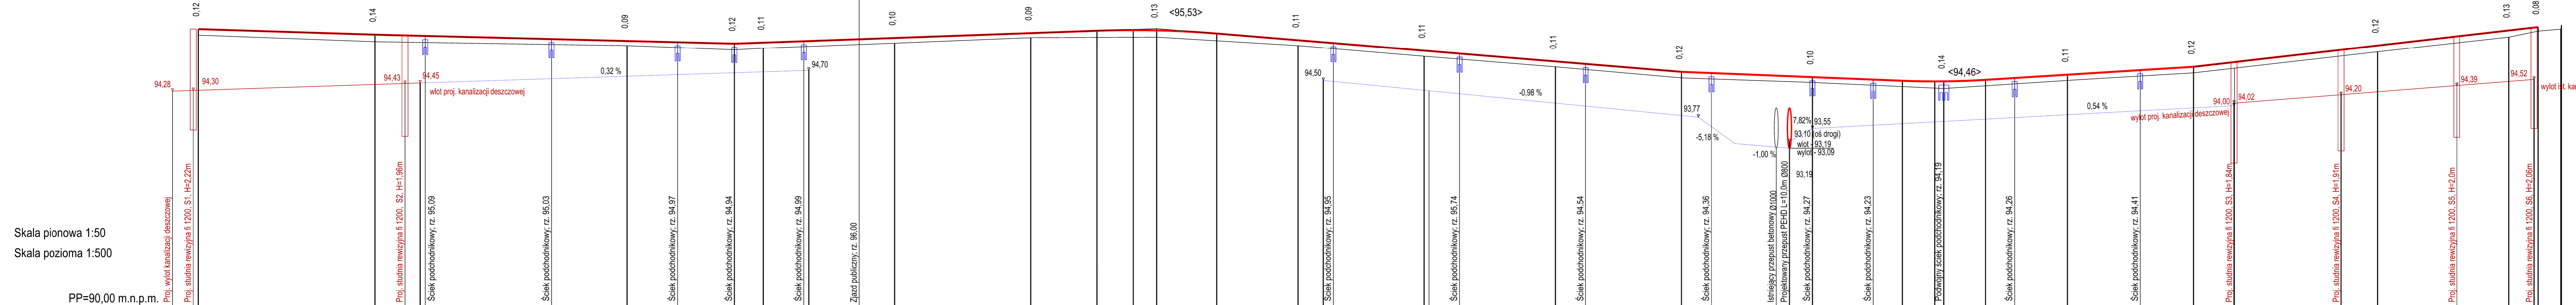 0,12
0,14
0,09
0,12
0,11
0,10
0,09
0,13
<95,53>
0,11
0,11
0,11
0,12
0,10
0,14
<94,46>
0,11
0,12
0,12
0,13
0,08
94,28
94,30
94,43
94,45
wlot proj. kanalizacji deszczowej
0,32 %
94,70
94,50
-0,98 %
93,77
-5,18 %
-1,00 %
7,82%
93,55
93,10 (oś drogi)
wlot - 93,19
wylot - 93,09
93,19
0,54 %
wylot proj. kanalizacji deszczowej
94,00
94,02
94,20
94,39
94,52
wylot ist. kan
Proj. wylot kanalizacji deszczowej
Proj. studnia rewizyjna fi 1200, S1, H=2,22m
Proj. studnia rewizyjna fi 1200, S2, H=1,96m
Ściek podchodnikowy; rz. 95,09
Ściek podchodnikowy; rz. 95,03
Ściek podchodnikowy; rz. 94,97
Ściek podchodnikowy; rz. 94,94
Ściek podchodnikowy; rz. 94,99
Zjazd publiczny; rz. 96,00
Ściek podchodnikowy; rz. 94,95
Ściek podchodnikowy; rz. 95,74
Ściek podchodnikowy; rz. 94,54
Ściek podchodnikowy; rz. 94,36
Istniejący przepust betonowy Ø1000
Projektowany przepust PEHD L=10,0m Ø800
Ściek podchodnikowy; rz. 94,27
Ściek podchodnikowy; rz. 94,23
Podwójny ściek podchodnikowy; rz. 94,19
Ściek podchodnikowy; rz. 94,26
Ściek podchodnikowy; rz. 94,41
Proj. studnia rewizyjna fi 1200, S3, H=1,84m
Proj. studnia rewizyjna fi 1200, S4, H=1,91m
Proj. studnia rewizyjna fi 1200, S5, H=2,0m
Proj. studnia rewizyjna fi 1200, S6, H=2,06m
Skala pionowa 1:50
Skala pozioma 1:500
PP=90,00 m.n.p.m.